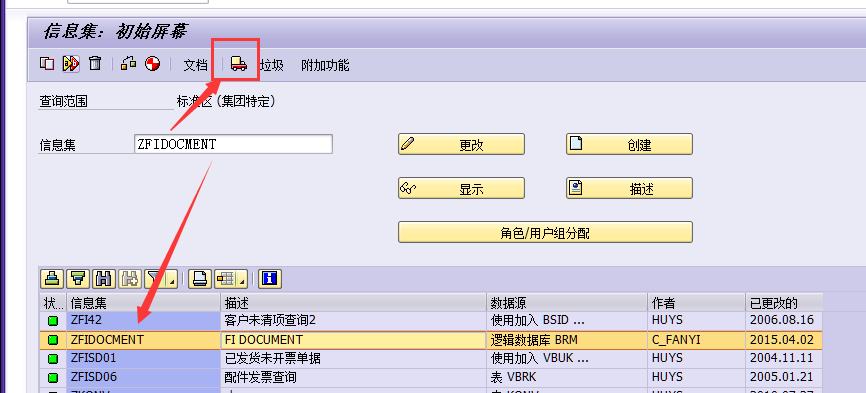 信息集：初始屏幕
文档 垃圾 附加功能
查询范围 标准区 (集团特定)
信息集 ZFIDOCMENT 更改 创建
显示 描述
角色/用户组分配
状... 信息集 描述 数据源 作者 已更改的
ZFI42 客户未清项查询2 使用加入 BSID ... HUYS 2006.08.16
ZFIDOCMENT FI DOCUMENT 逻辑数据库 BRM C_FANYI 2015.04.02
ZFISD01 已发货未开票单据 使用加入 VBUK ... HUYS 2004.11.11
ZFISD06 配件发票查询 表 VBRK HUYS 2005.01.21